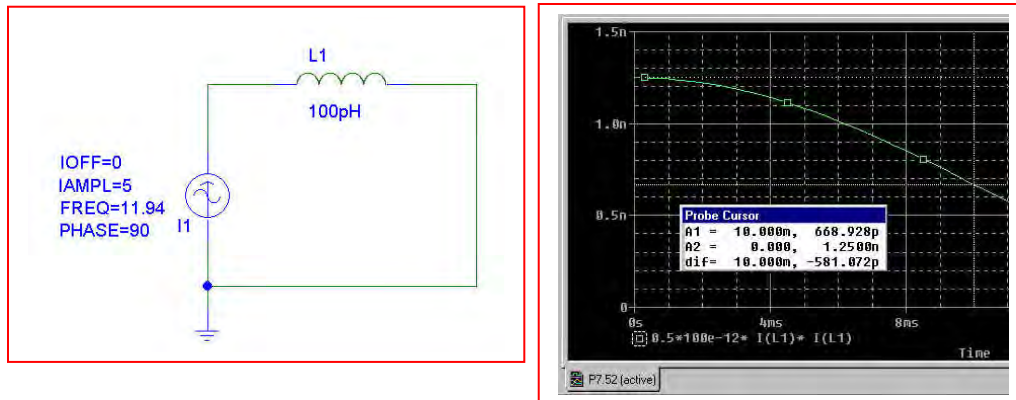 L1
100pH
IOFF=0
IAMPL=5
FREQ=11.94
PHASE=90
I1
1.5n
1.0n
0.5n
0
Probe Cursor
A1 = 10.000m, 668.928p
A2 = 0.000, 1.2500n
dif= 10.000m, -581.072p
0s 4ms 8ms
0.5*100e-12* I(L1)* I(L1)
Time
P7.52 (active)